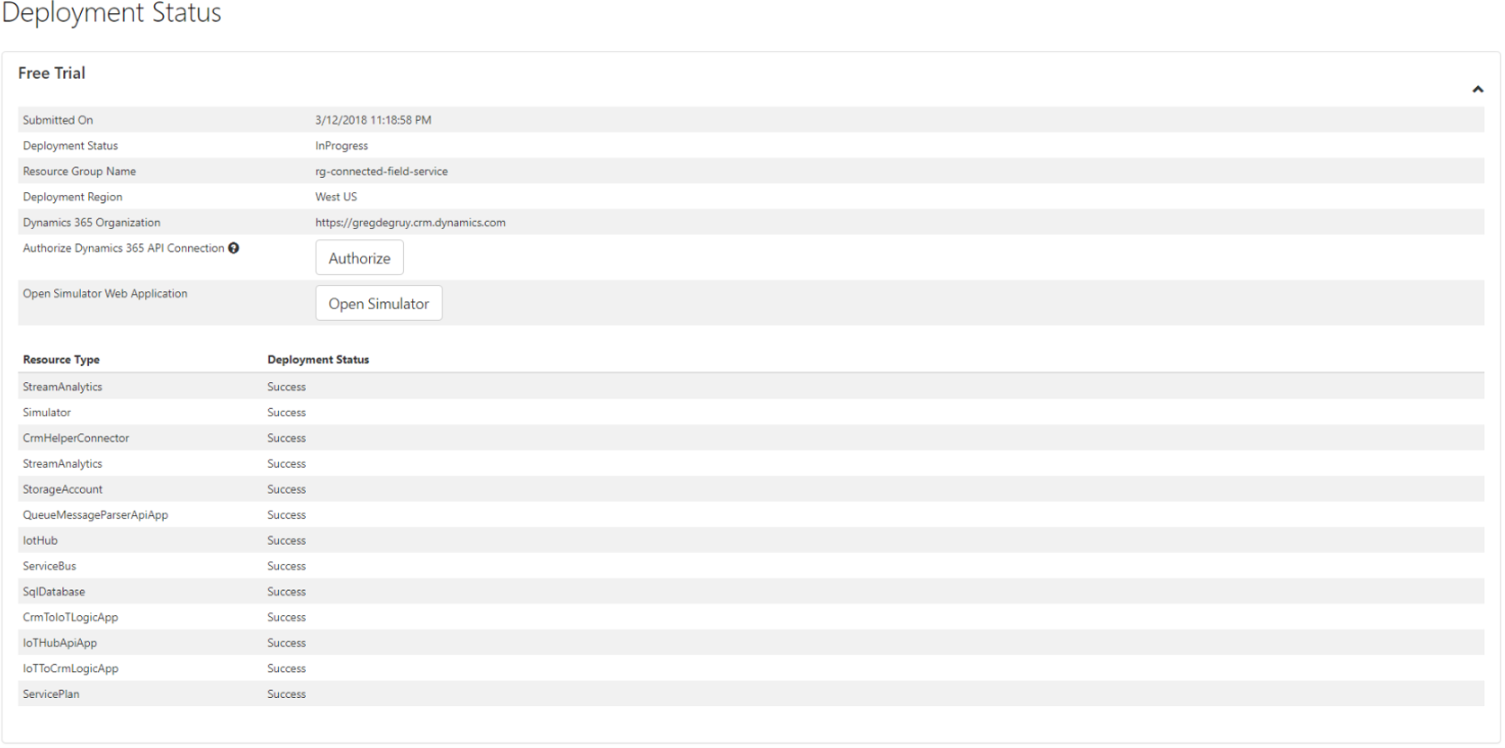 Deployment Status
Free Trial
Submitted On 3/12/2018 11:18:58 PM
Deployment Status InProgress
Resource Group Name rg-connected-field-service
Deployment Region West US
Dynamics 365 Organization https://gregdegruy.crm.dynamics.com
Authorize Dynamics 365 API Connection ? Authorize
Open Simulator Web Application Open Simulator
Resource Type Deployment Status
StreamAnalytics Success
Simulator Success
CrmHelperConnector Success
StreamAnalytics Success
StorageAccount Success
QueueMessageParserApiApp Success
IotHub Success
ServiceBus Success
SqlDatabase Success
CrmToIoTLogicApp Success
IoTHubApiApp Success
IoTToCrmLogicApp Success
ServicePlan Success